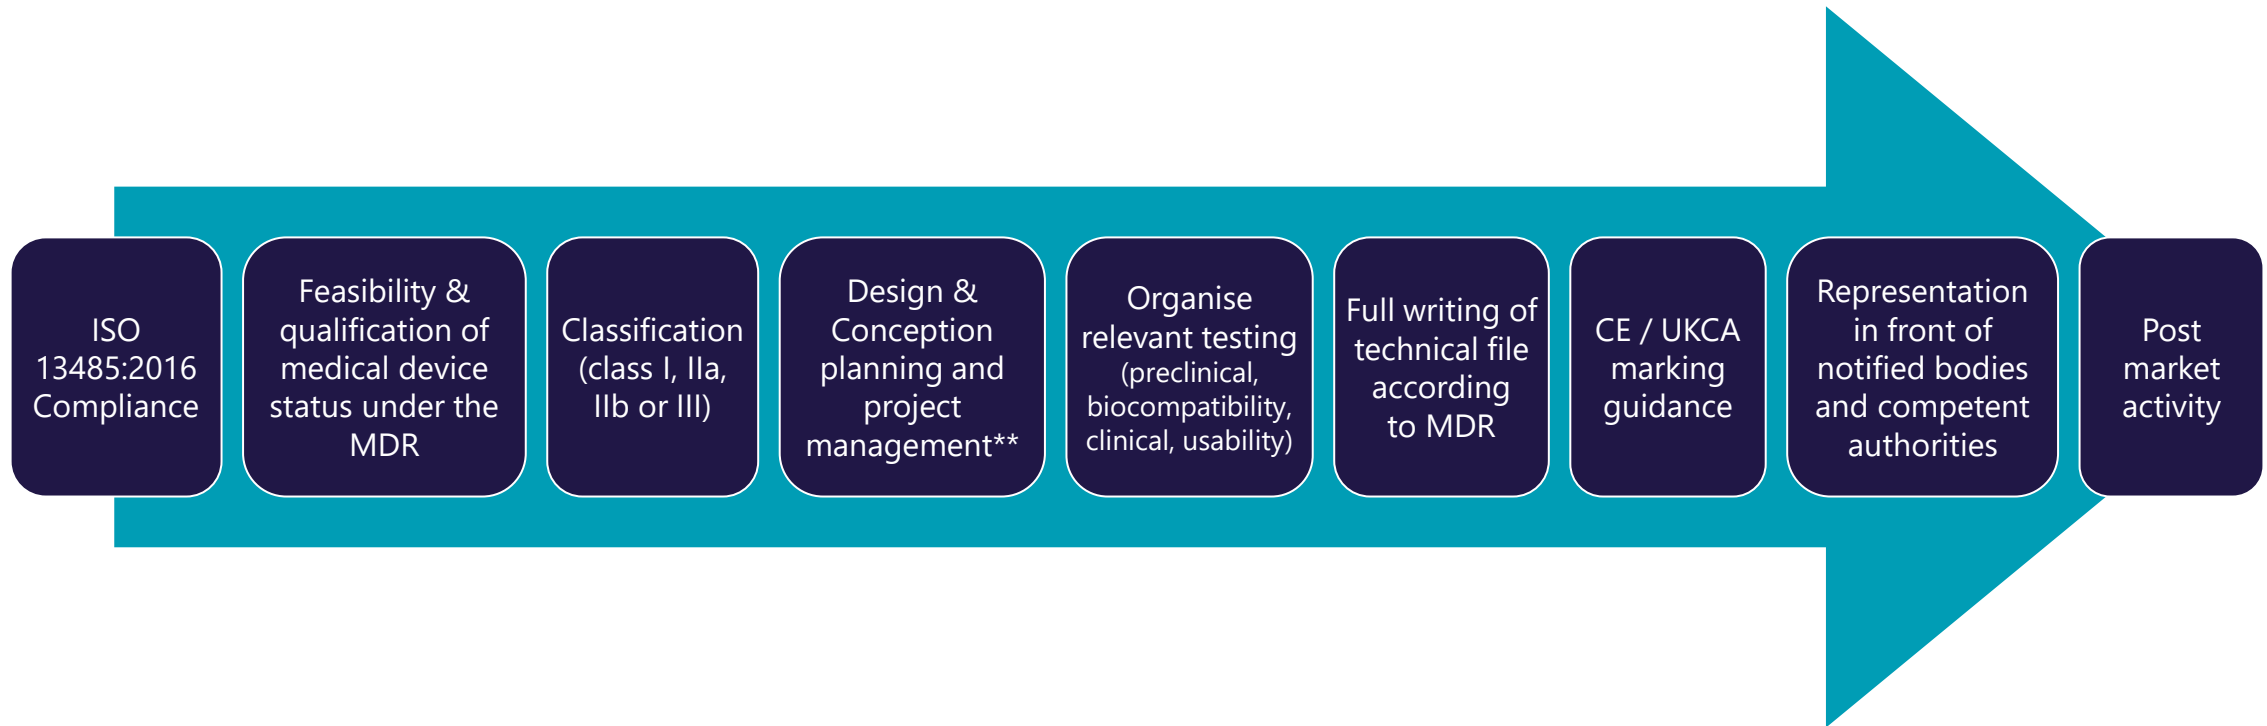 ISO
13485:2016
Compliance
Feasibility &
qualification of
medical device
status under the
MDR
Classification
(class I, IIa,
IIb or III)
Design &
Conception
planning and
project
management**
Organise
relevant testing
(preclinical,
biocompatibility,
clinical, usability)
Full writing of
technical file
according
to MDR
CE / UKCA
marking
guidance
Representation
in front of
notified bodies
and competent
authorities
Post
market
activity